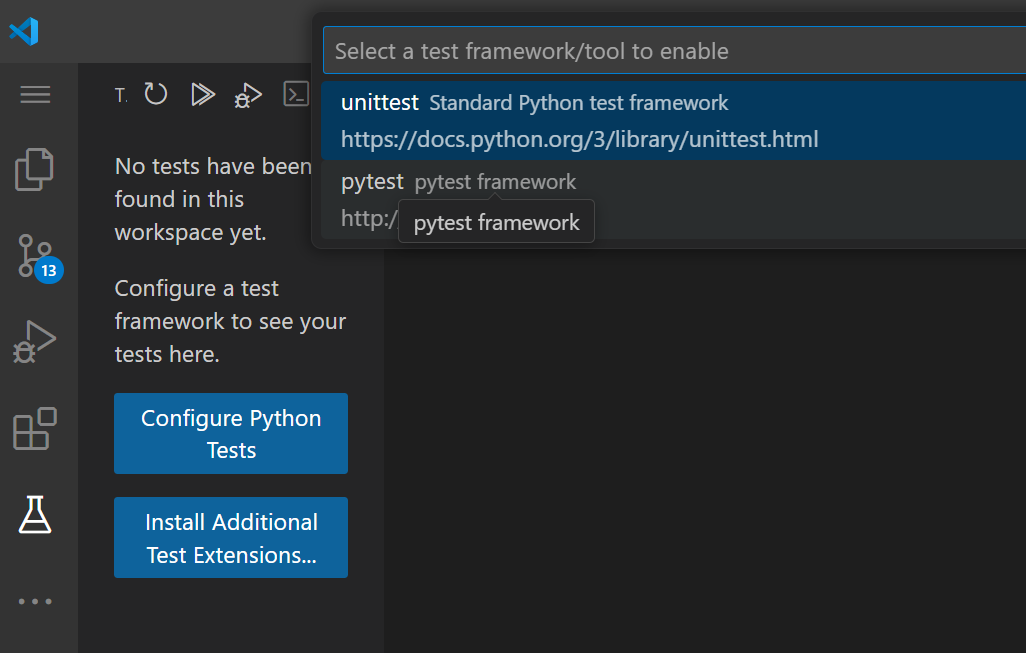 Select a test framework/tool to enable
unittest Standard Python test framework
https://docs.python.org/3/library/unittest.html
pytest pytest framework
http:/
pytest framework
T.
No tests have been
found in this
workspace yet.
Configure a test
framework to see your
tests here.
Configure Python
Tests
Install Additional
Test Extensions...
13